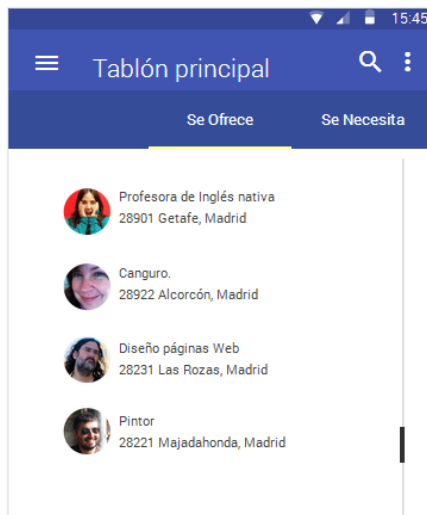 15:45
Tablón principal
Se Ofrece Se Necesita
Profesora de Inglés nativa
28901 Getafe, Madrid
Canguro.
28922 Alcorcón, Madrid
Diseño páginas Web
28231 Las Rozas, Madrid
Pintor
28221 Majadahonda, Madrid